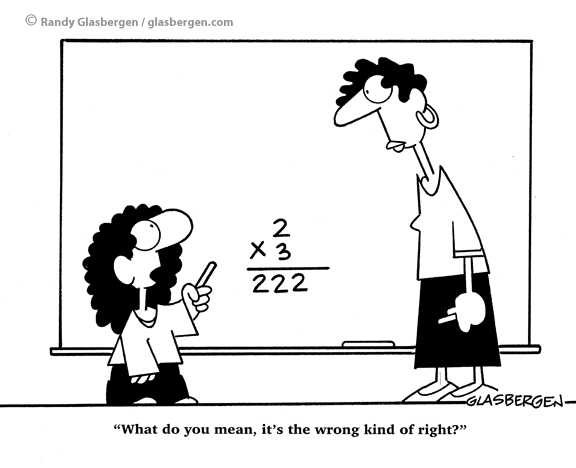 © Randy Glasbergen / glasbergen.com
2
x 3
222
GLASBERGEN
“What do you mean, it’s the wrong kind of right?”